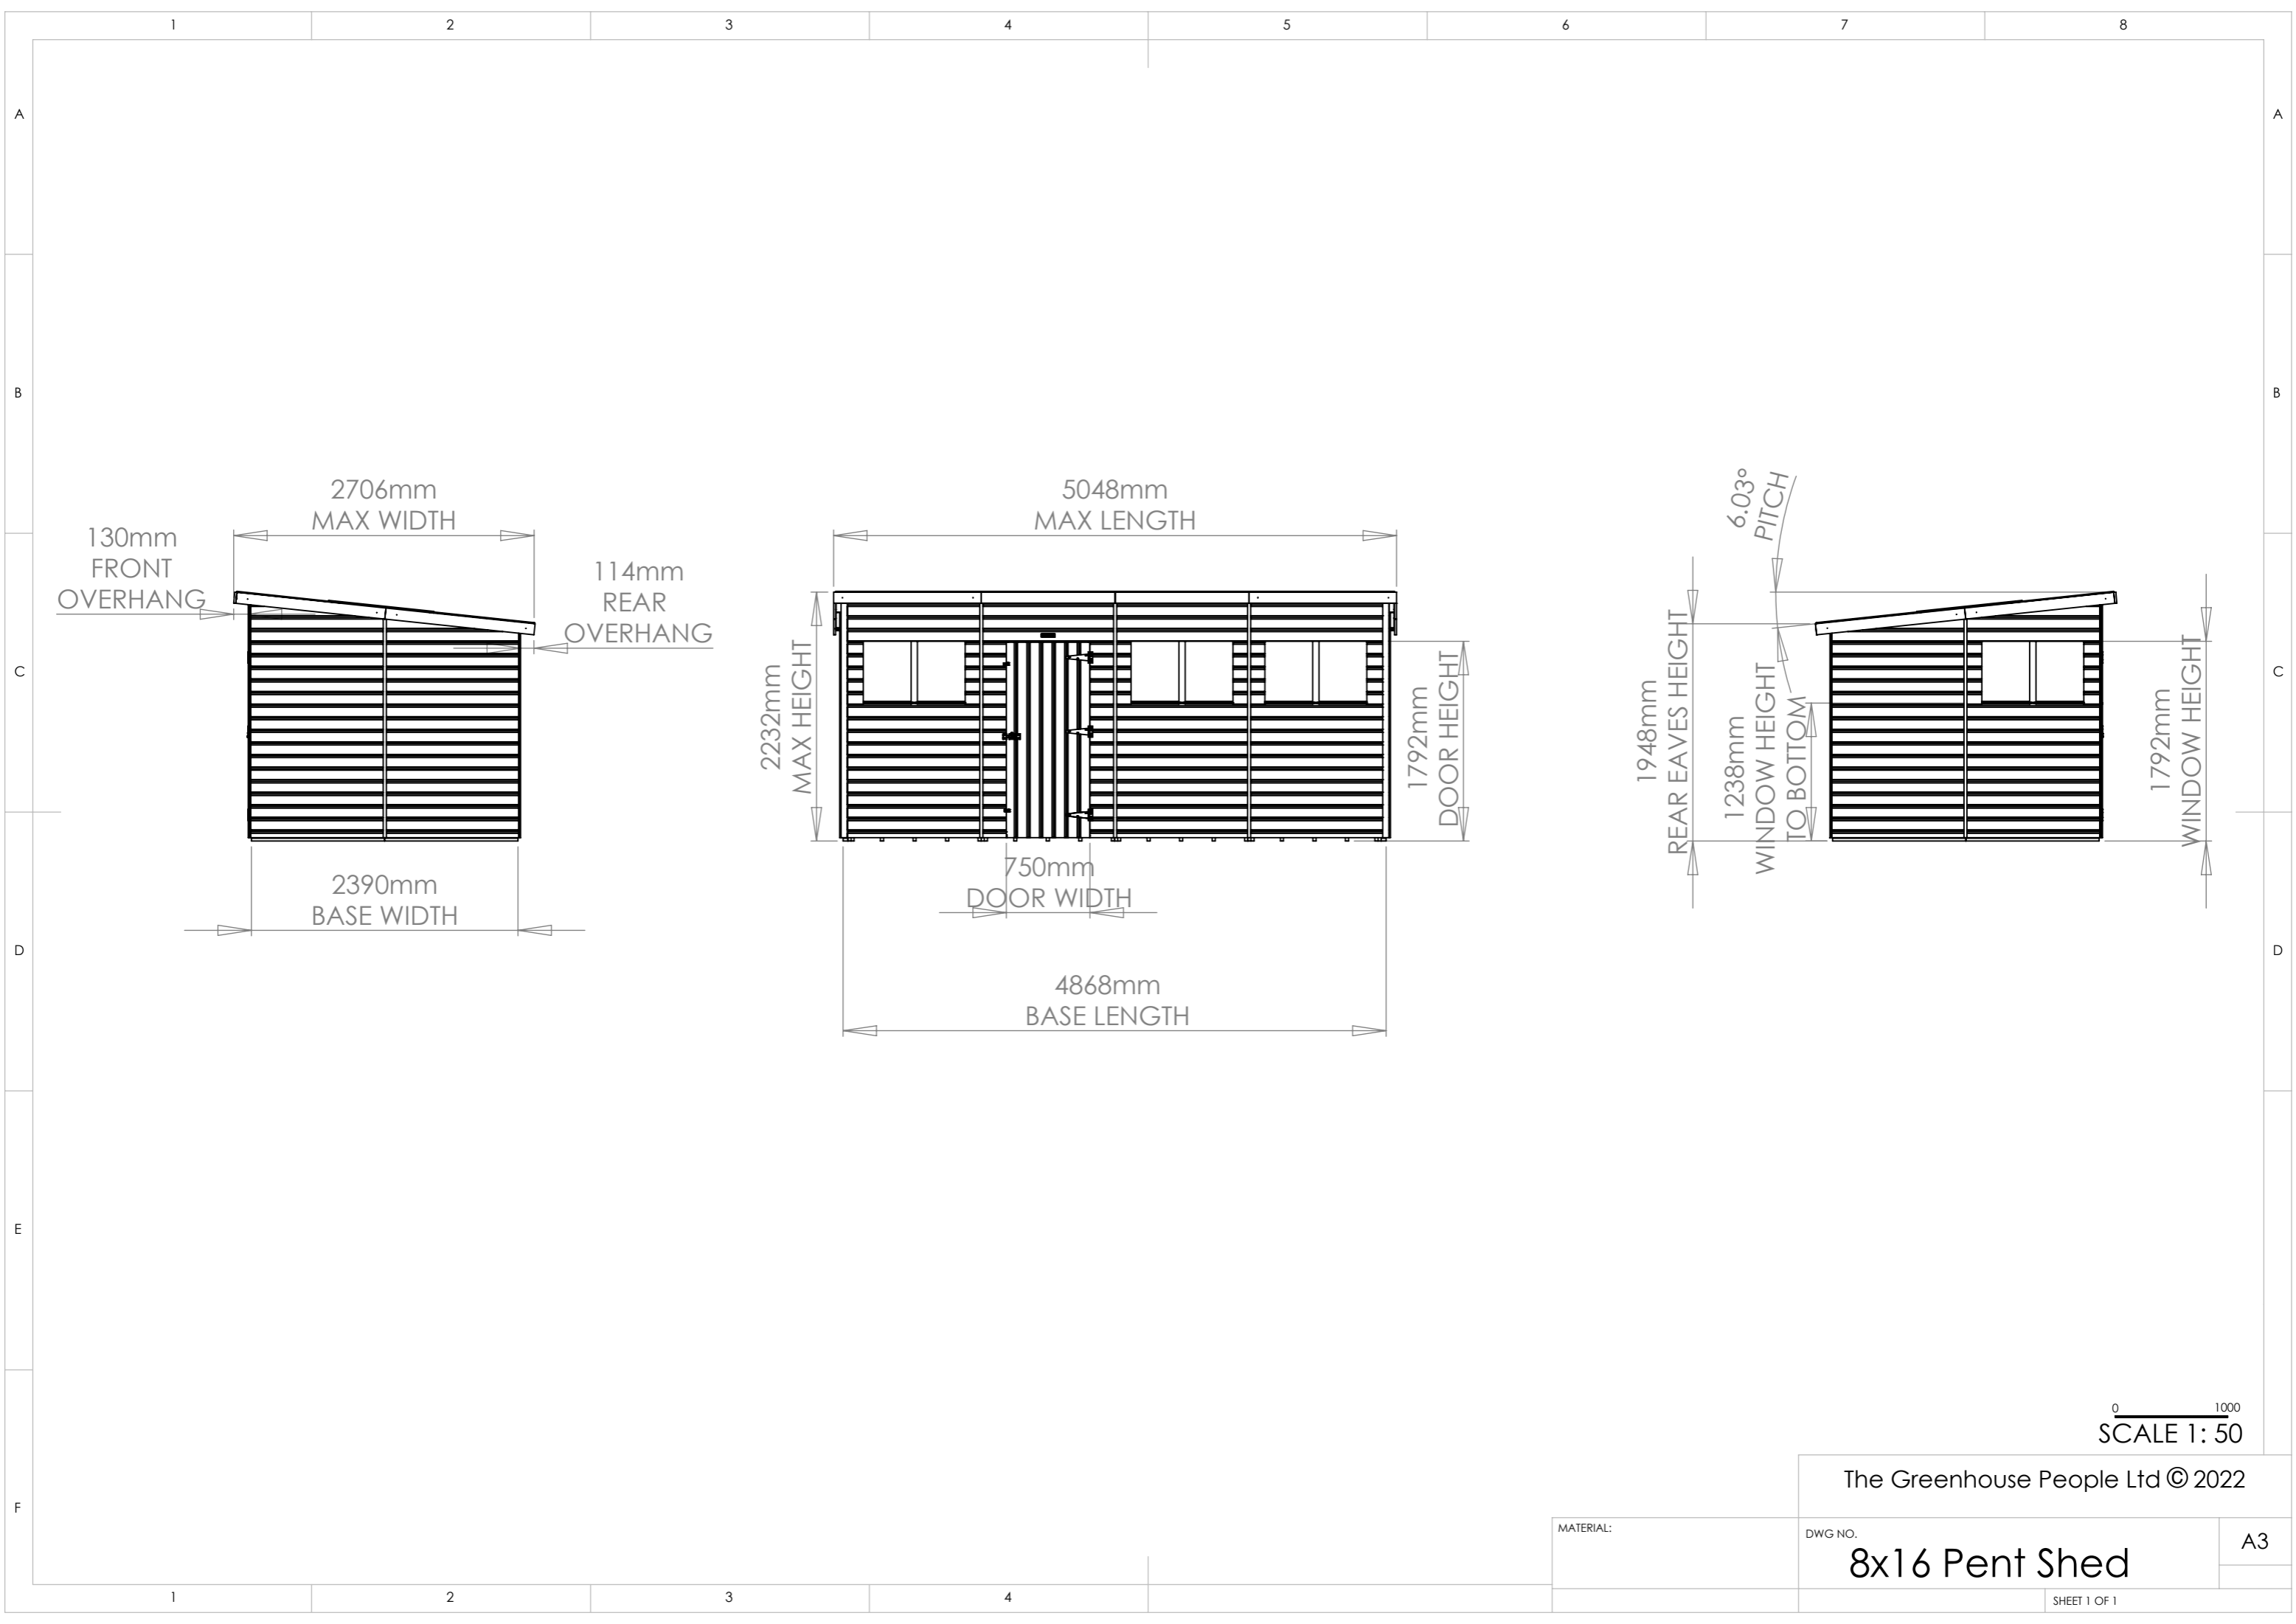 1 2 3 4 5 6 7 8
A A
B B
2706mm
MAX WIDTH
130mm
FRONT
OVERHANG
114mm
REAR
OVERHANG
2390mm
BASE WIDTH
5048mm
MAX LENGTH
2232mm
MAX HEIGHT
1792mm
DOOR HEIGHT
750mm
DOOR WIDTH
4868mm
BASE LENGTH
6.03°
PITCH
1948mm
REAR EAVES HEIGHT
1238mm
WINDOW HEIGHT
TO BOTTOM
1792mm
WINDOW HEIGHT
C C
D D
E
0 1000
SCALE 1: 50
The Greenhouse People Ltd © 2022
F
MATERIAL:
DWG NO.
8x16 Pent Shed
A3
SHEET 1 OF 1
1 2 3 4